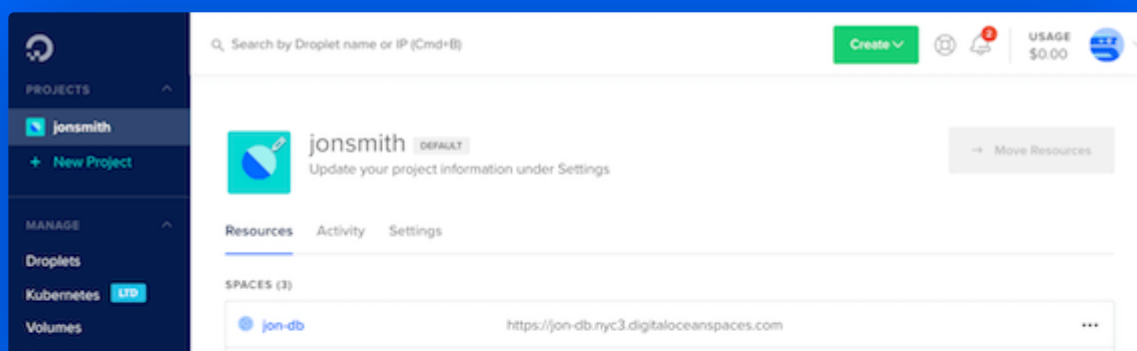 Search by Droplet name or IP (Cmd+B)
Create
2
USAGE
$0.00
PROJECTS
jonsmith
+ New Project
MANAGE
Droplets
Kubernetes LTD
Volumes
jonsmith DEFAULT
Update your project information under Settings
→ Move Resources
Resources Activity Settings
SPACES (3)
jon-db https://jon-db.nyc3.digitaloceanspaces.com